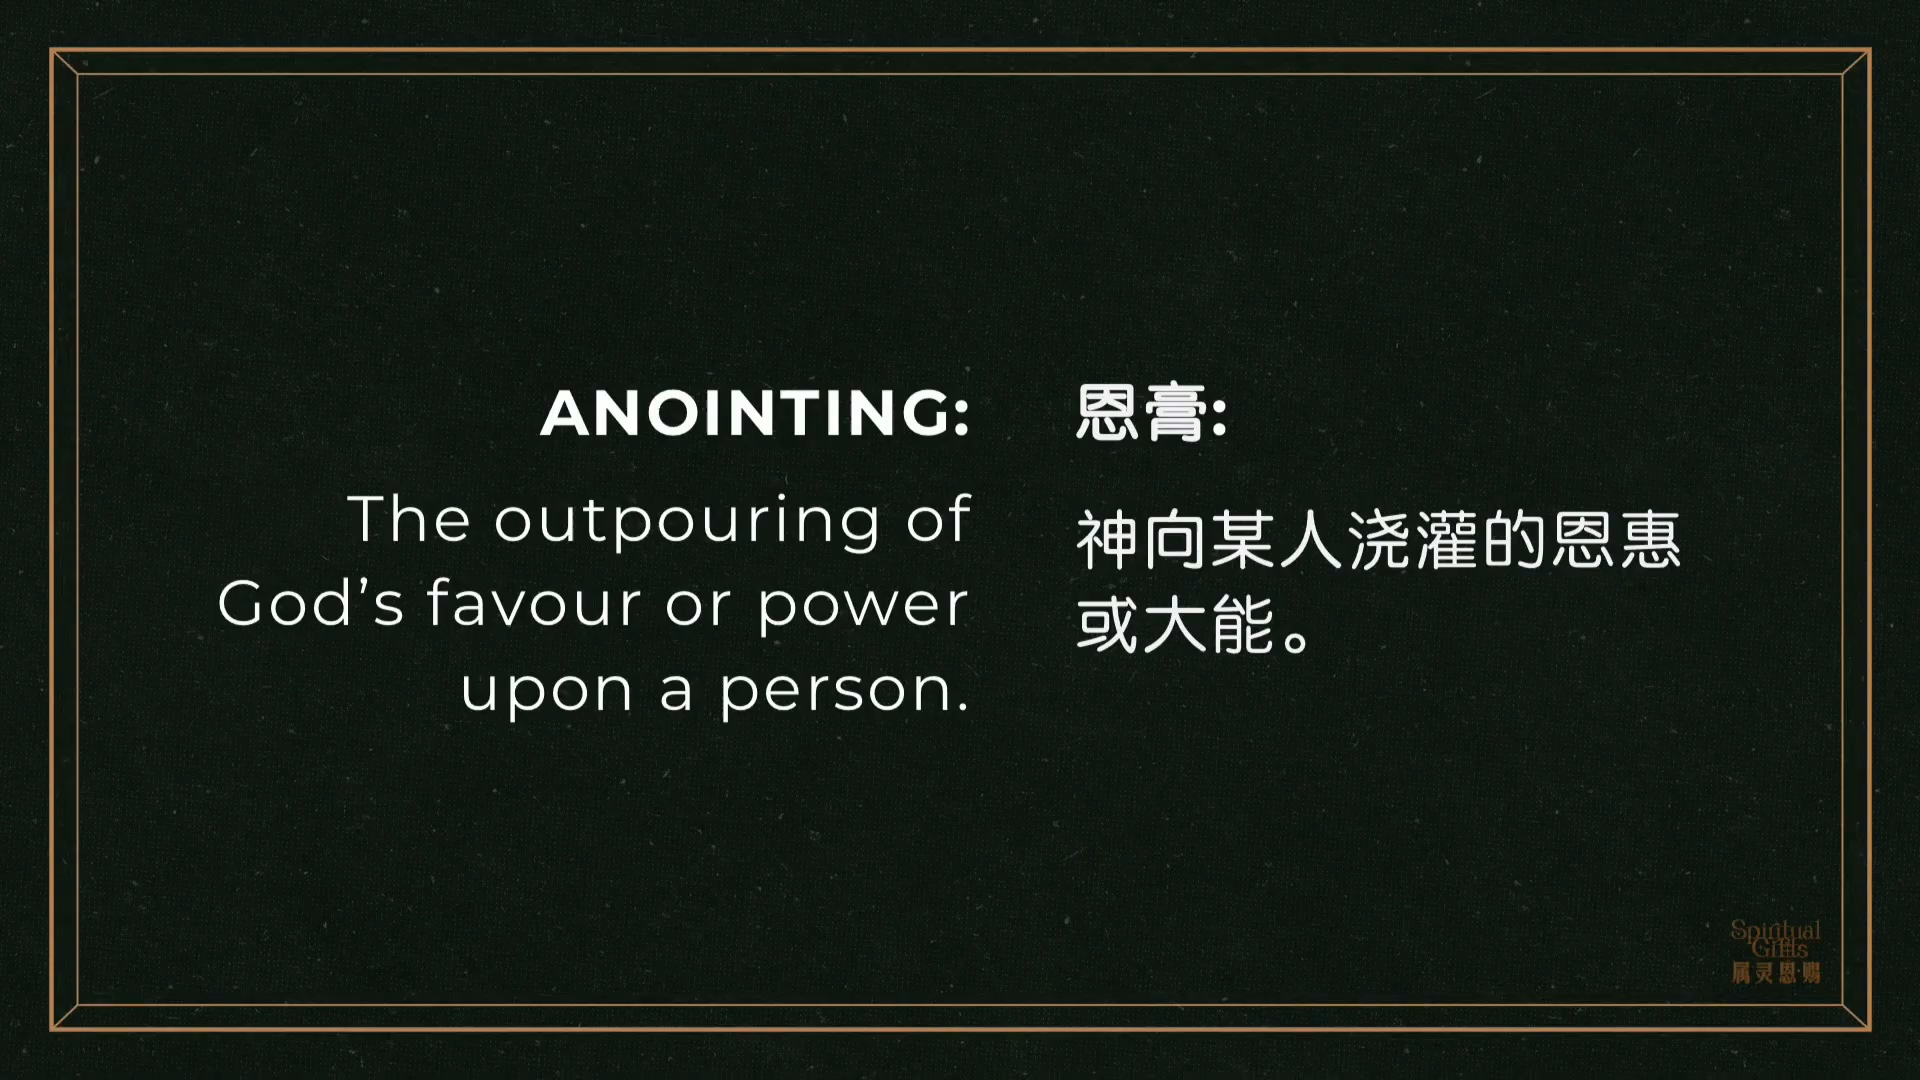 ANOINTING:
The outpouring of
God’s favour or power
upon a person.
恩膏:
神向某人浇灌的恩惠
或大能。
Spiritual
Gifts
属灵恩赐